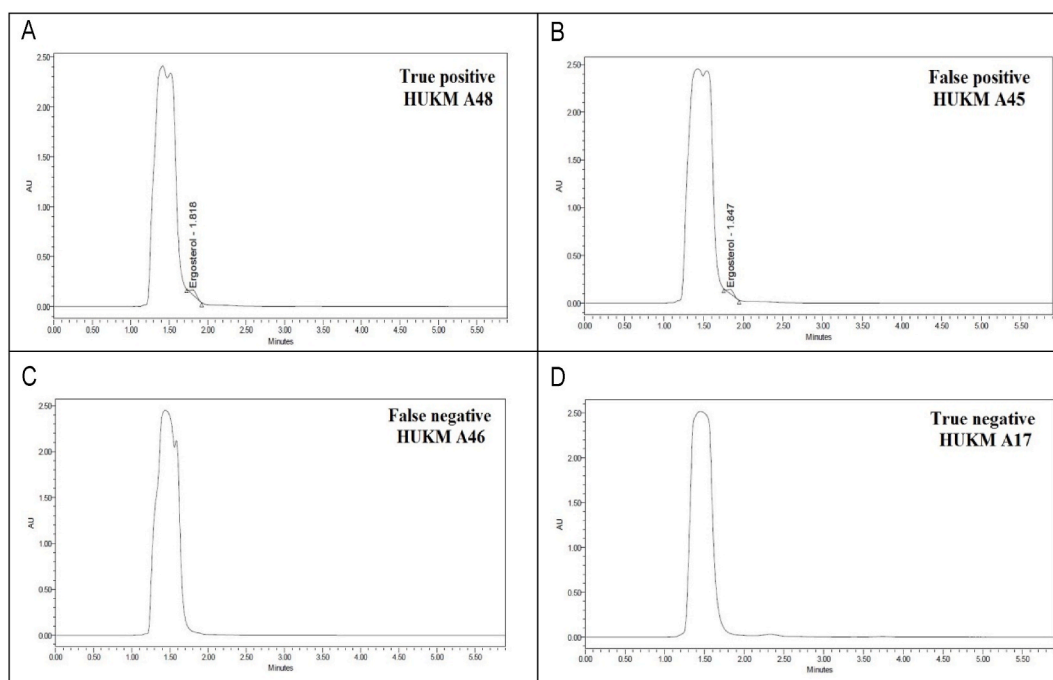 A
True positive
HUKM A48
2.50
2.00
1.50
1.00
0.50
0.00
AU
Ergosterol - 1.818
0.00 0.50 1.00 1.50 2.00 2.50 3.00 3.50 4.00 4.50 5.00 5.50
Minutes
B
False positive
HUKM A45
2.50
2.00
1.50
1.00
0.50
0.00
AU
Ergosterol - 1.847
0.00 0.50 1.00 1.50 2.00 2.50 3.00 3.50 4.00 4.50 5.00 5.50
Minutes
C
False negative
HUKM A46
2.50
2.00
1.50
1.00
0.50
0.00
AU
0.00 0.50 1.00 1.50 2.00 2.50 3.00 3.50 4.00 4.50 5.00 5.50
Minutes
D
True negative
HUKM A17
2.50
2.00
1.50
1.00
0.50
0.00
AU
0.00 0.50 1.00 1.50 2.00 2.50 3.00 3.50 4.00 4.50 5.00 5.50
Minutes